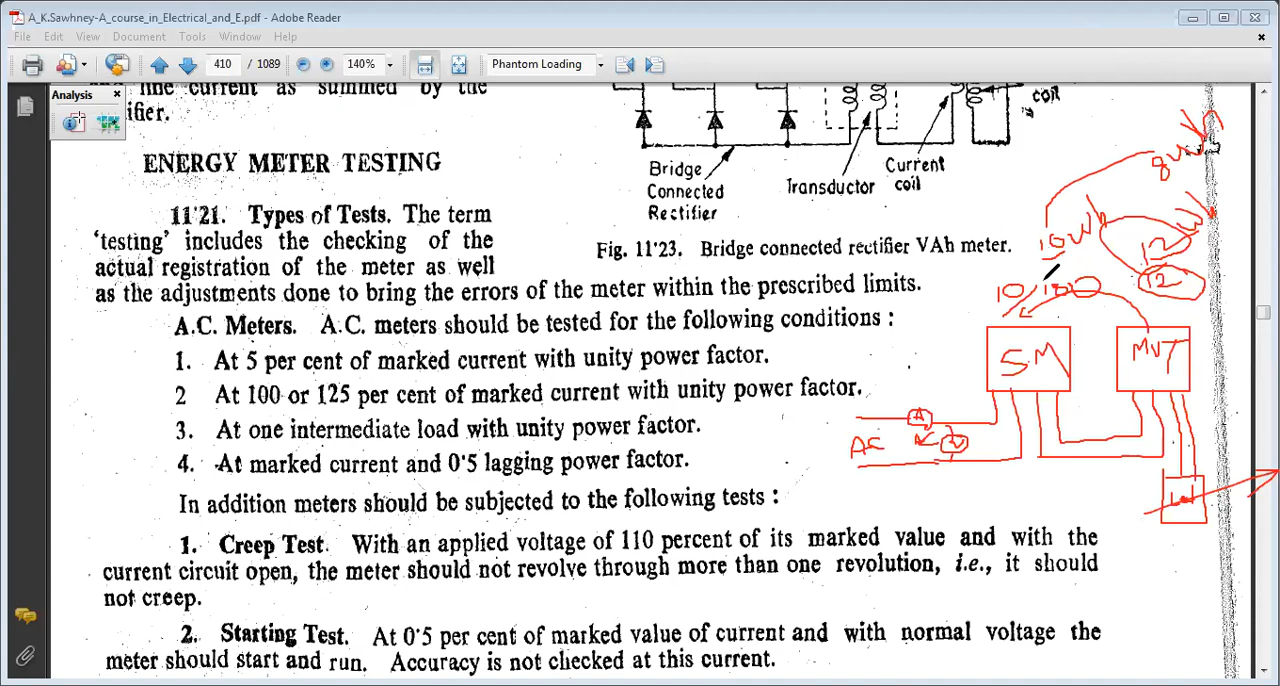 A_K.Sawhney-A_course_in_Electrical_and_E.pdf - Adobe Reader
File Edit View Document Tools Window Help
410 / 1089 140% Phantom Loading
Analysis
line current as summed by the
ifier.
coil
Bridge
Connected
Rectifier
Transductor
Current
coil
ENERGY METER TESTING
11'21. Types of Tests. The term
'testing' includes the checking of the
actual registration of the meter as well
as the adjustments done to bring the errors of the meter within the prescribed limits.
Fig. 11'23. Bridge connected rectifier VAh meter.
A.C. Meters. A.C. meters should be tested for the following conditions :
1. At 5 per cent of marked current with unity power factor.
2 At 100 or 125 per cent of marked current with unity power factor.
3. At one intermediate load with unity power factor.
4. At marked current and 0'5 lagging power factor.
In addition meters should be subjected to the following tests :
1. Creep Test. With an applied voltage of 110 percent of its marked value and with the
current circuit open, the meter should not revolve through more than one revolution, i.e., it should
not creep.
2. Starting Test. At 0'5 per cent of marked value of current and with normal voltage the
meter should start and run. Accuracy is not checked at this current.
12
12
10/100
SM
MUT
A
V
AC